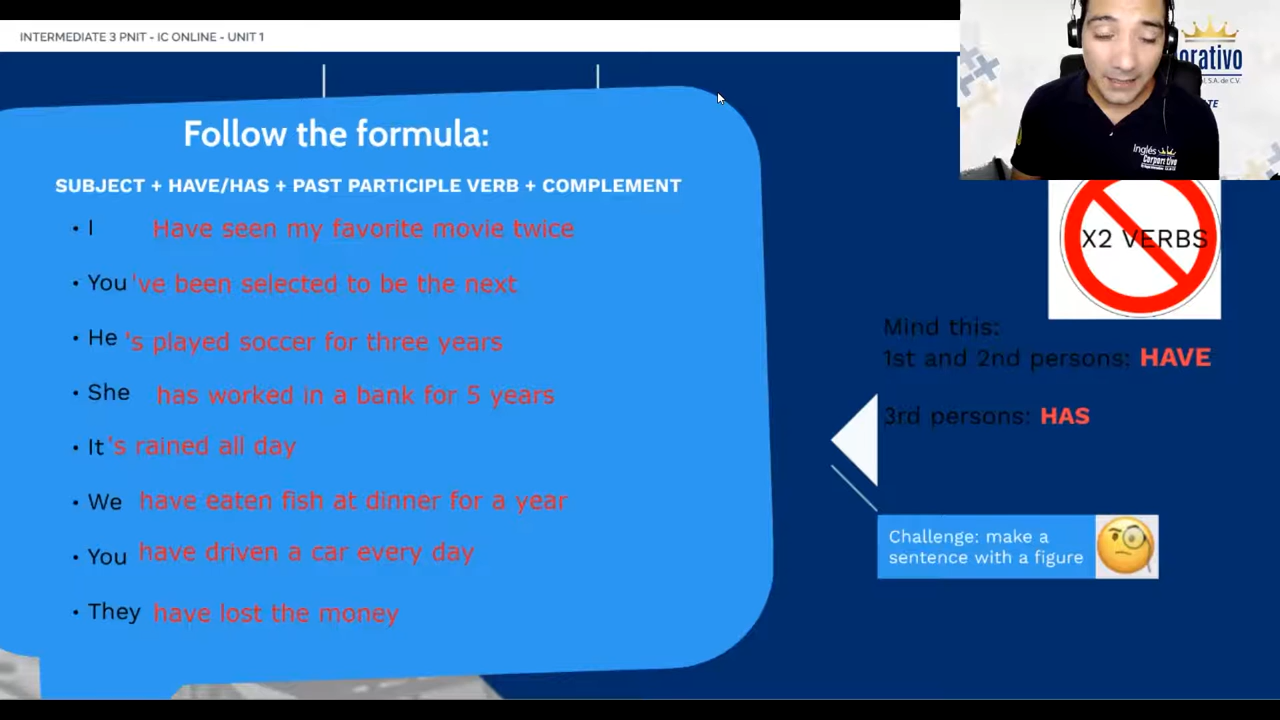 INTERMEDIATE 3 PNIT - IC ONLINE - UNIT 1
Follow the formula:
SUBJECT + HAVE/HAS + PAST PARTICIPLE VERB + COMPLEMENT
• I Have seen my favorite movie twice
• You 've been selected to be the next
• He 's played soccer for three years
• She has worked in a bank for 5 years
• It 's rained all day
• We have eaten fish at dinner for a year
• You have driven a car every day
• They have lost the money
orativo
S.A. de C.V.
Inglés
Corporativo
X2 VERBS
Mind this:
1st and 2nd persons: HAVE
3rd persons: HAS
Challenge: make a
sentence with a figure